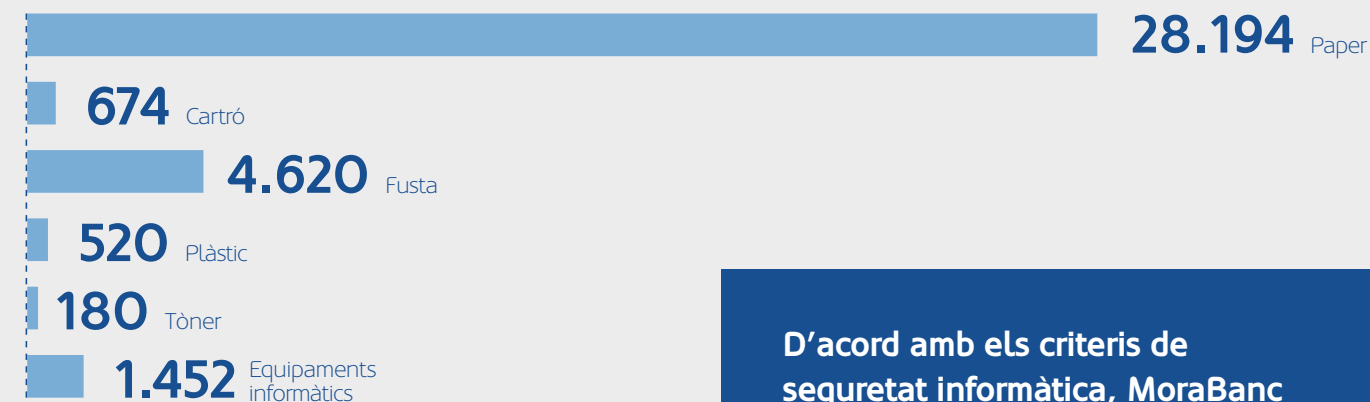 28.194 Paper
674 Cartró
4.620 Fusta
520 Plàstic
180 Tòner
1.452 Equipaments
informàtics
D’acord amb els criteris de
seguretat informàtica, MoraBanc